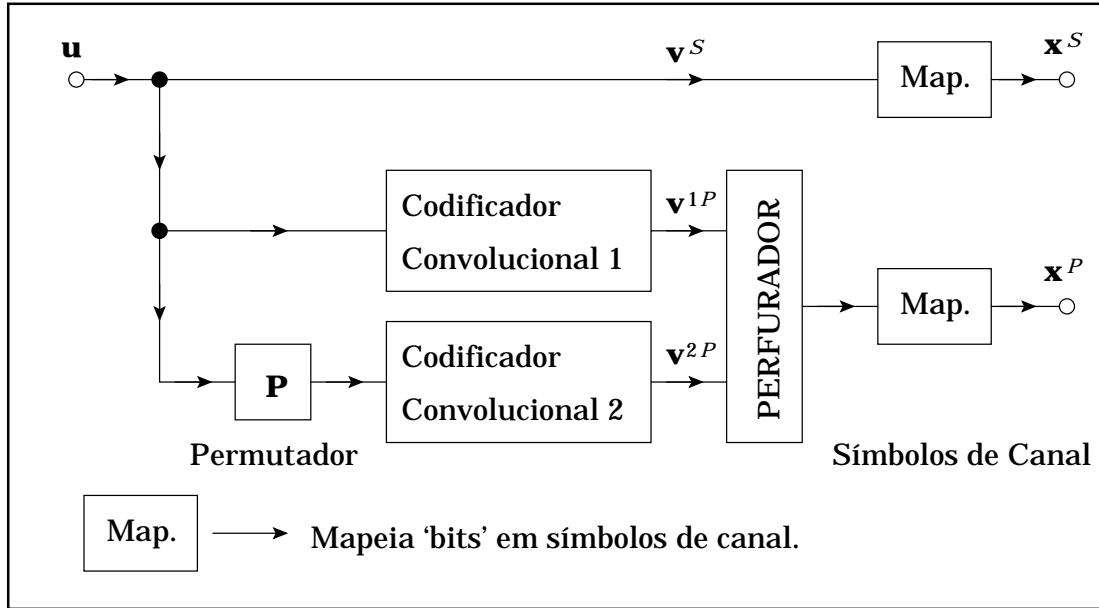 u
v^S
Map.
x^S
Codificador
Convolucional 1
v^{1P}
PERFURADOR
Map.
x^P
P
Permutador
Codificador
Convolucional 2
v^{2P}
Símbolos de Canal
Map.
Mapeia ‘bits’ em símbolos de canal.